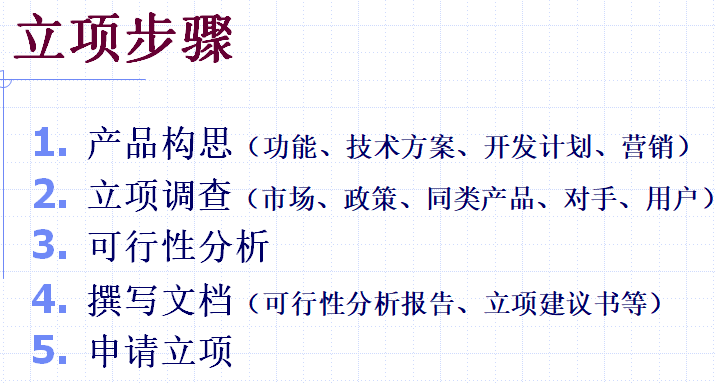 立项步骤
1. 产品构思（功能、技术方案、开发计划、营销）
2. 立项调查（市场、政策、同类产品、对手、用户）
3. 可行性分析
4. 撰写文档（可行性分析报告、立项建议书等）
5. 申请立项